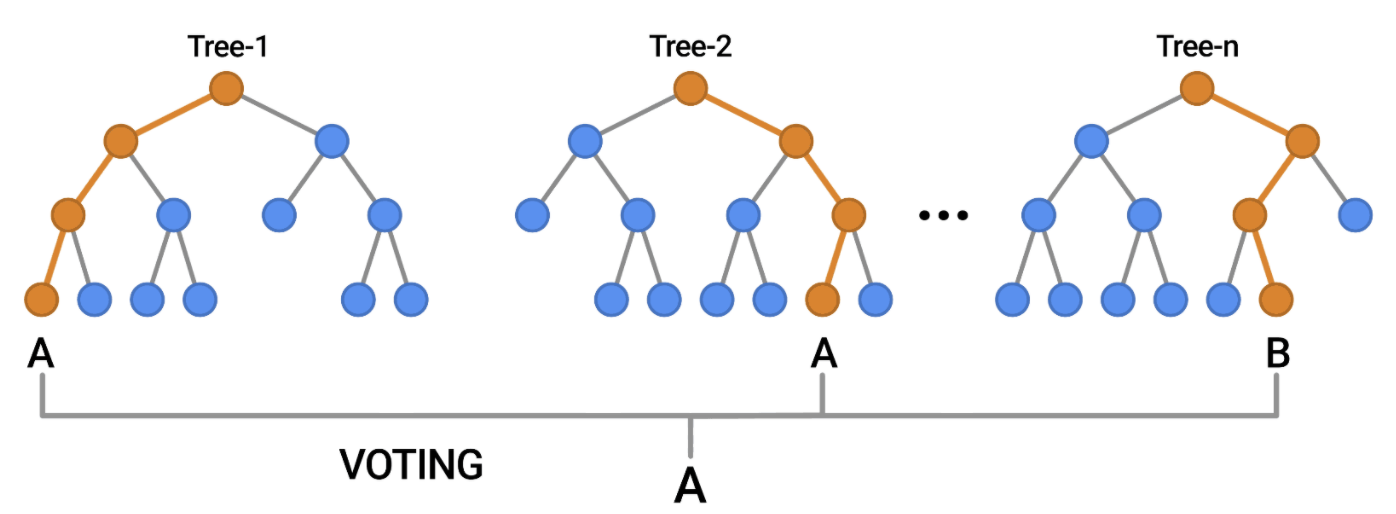 Tree-1
Tree-2
Tree-n
...
A
A
B
VOTING
A